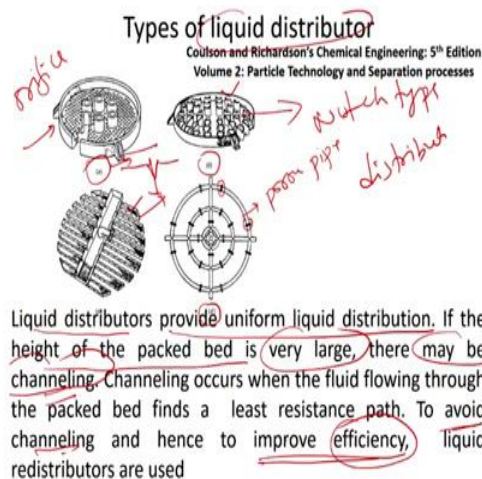 Types of liquid distributor
Coulson and Richardson's Chemical Engineering: 5th Edition
Volume 2: Particle Technology and Separation processes
orifice
notch type
distributor
pipe
Liquid distributors provide uniform liquid distribution. If the
height of the packed bed is very large, there may be
channeling. Channeling occurs when the fluid flowing through
the packed bed finds a least resistance path. To avoid
channeling and hence to improve efficiency, liquid
redistributors are used